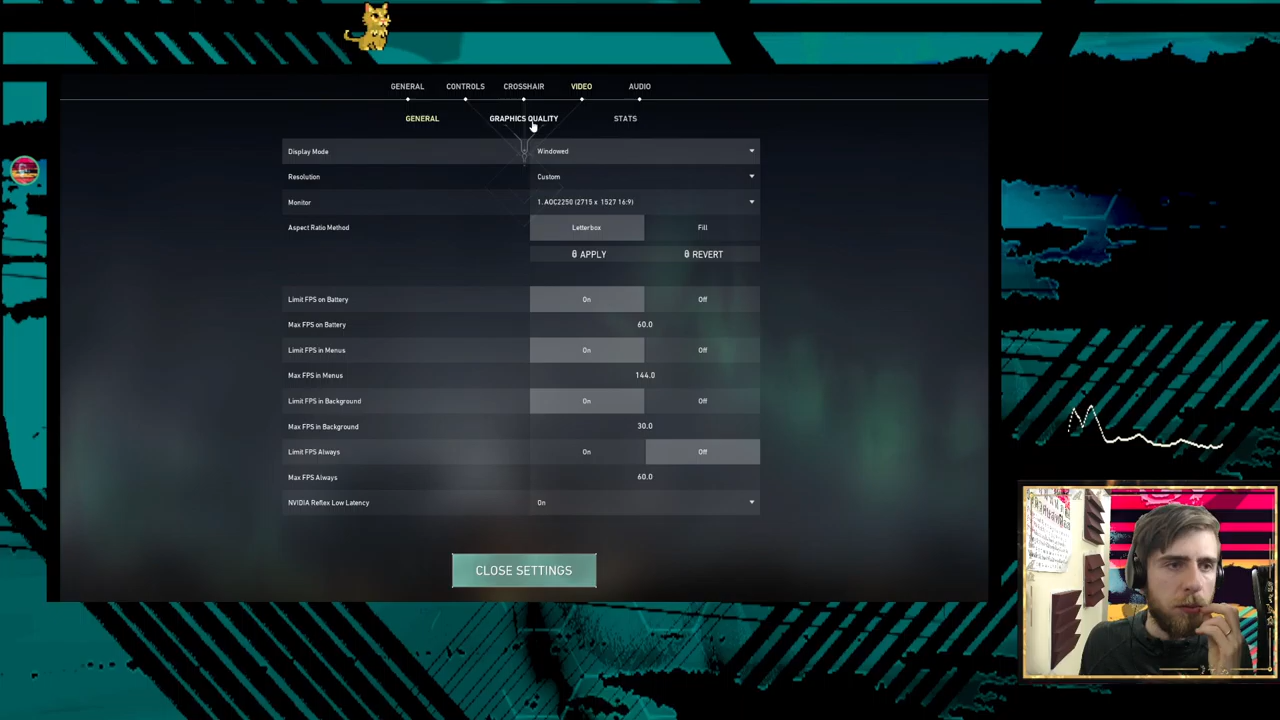 GENERAL CONTROLS CROSSHAIR VIDEO AUDIO
GENERAL GRAPHICS QUALITY STATS
Display Mode Windowed
Resolution Custom
Monitor 1. AOC2250 (2715 x 1527 16:9)
Aspect Ratio Method Letterbox Fill
APPLY REVERT
Limit FPS on Battery On Off
Max FPS on Battery 60.0
Limit FPS in Menus On Off
Max FPS in Menus 144.0
Limit FPS in Background On Off
Max FPS in Background 30.0
Limit FPS Always On Off
Max FPS Always 60.0
NVIDIA Reflex Low Latency On
CLOSE SETTINGS